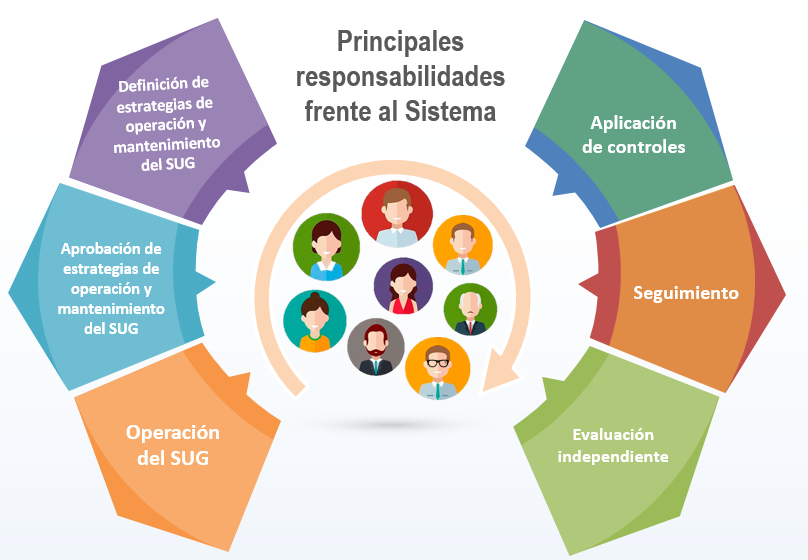 Principales
responsabilidades
frente al Sistema
Definición de
estrategias de
operación y
mantenimiento
del SUG
Aprobación de
estrategias de
operación y
mantenimiento
del SUG
Operación
del SUG
Aplicación
de controles
Seguimiento
Evaluación
independiente